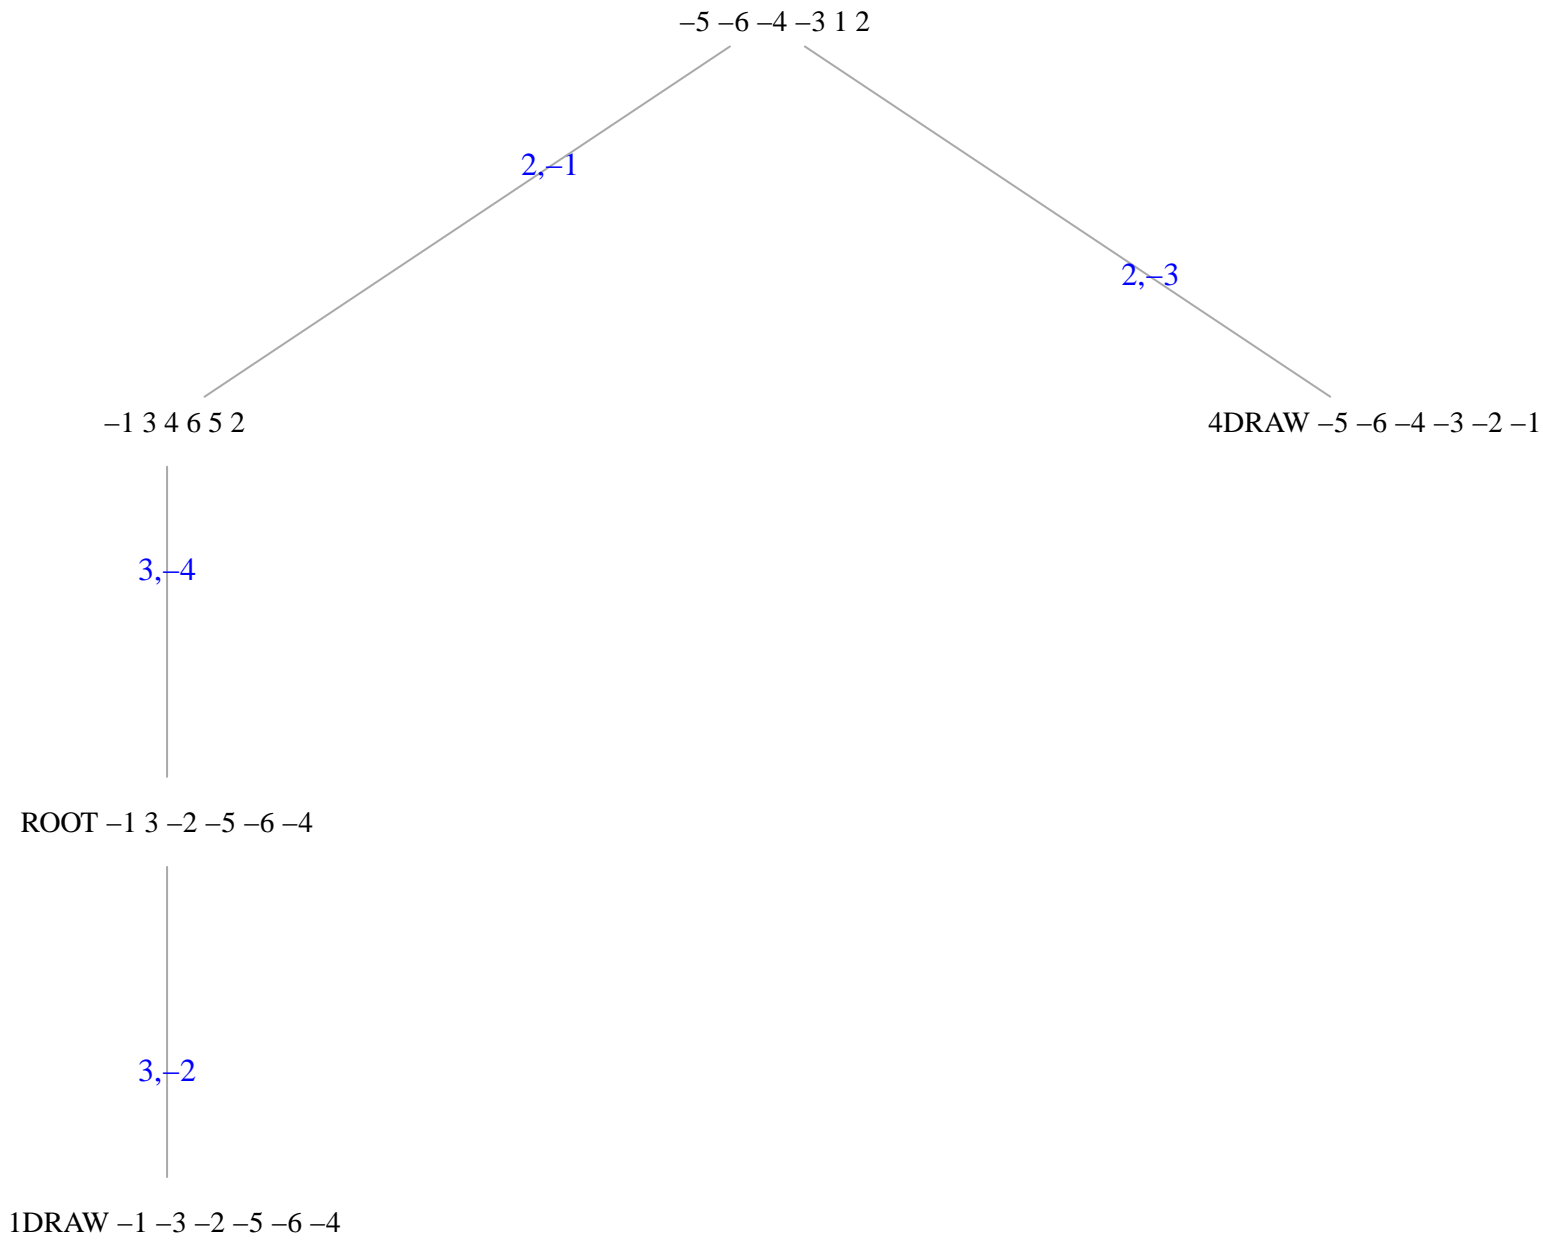 –5 –6 –4 –3 1 2
2,–1
2,–3
–1 3 4 6 5 2
4DRAW –5 –6 –4 –3 –2 –1
3,–4
ROOT –1 3 –2 –5 –6 –4
3,–2
1DRAW –1 –3 –2 –5 –6 –4